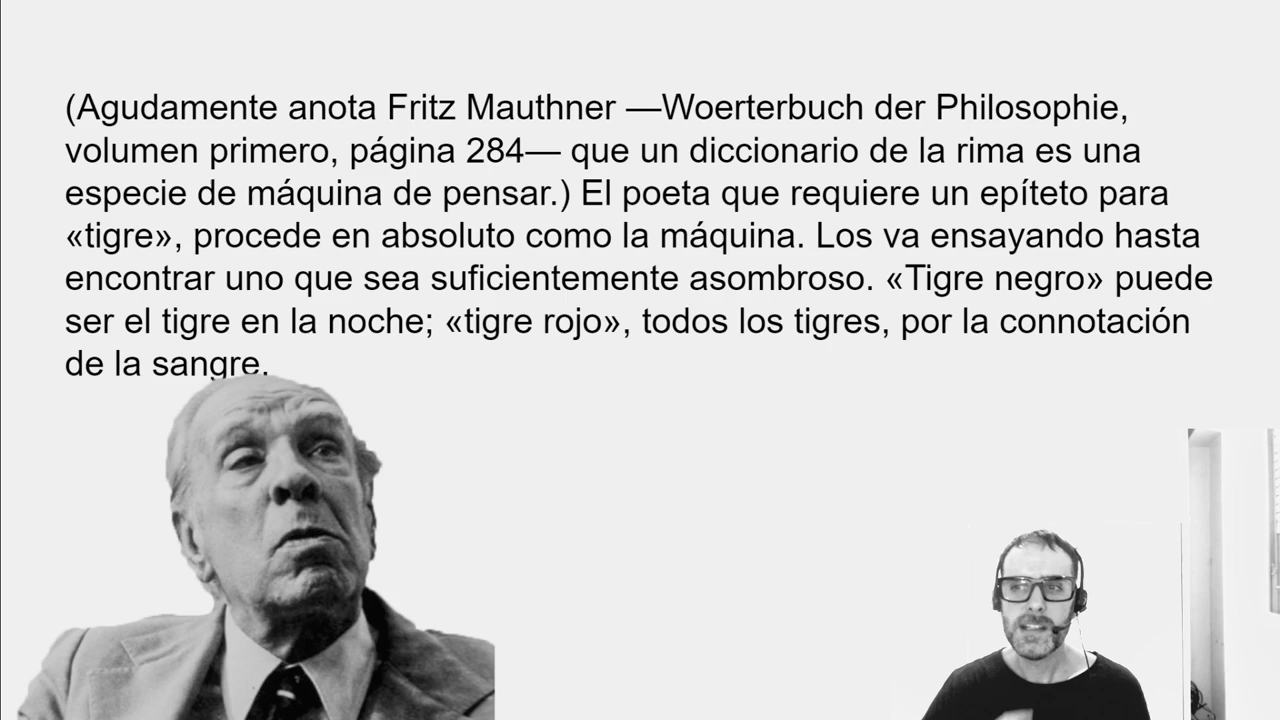 (Agudamente anota Fritz Mauthner —Woerterbuch der Philosophie,
volumen primero, página 284— que un diccionario de la rima es una
especie de máquina de pensar.) El poeta que requiere un epíteto para
«tigre», procede en absoluto como la máquina. Los va ensayando hasta
encontrar uno que sea suficientemente asombroso. «Tigre negro» puede
ser el tigre en la noche; «tigre rojo», todos los tigres, por la connotación
de la sangre.